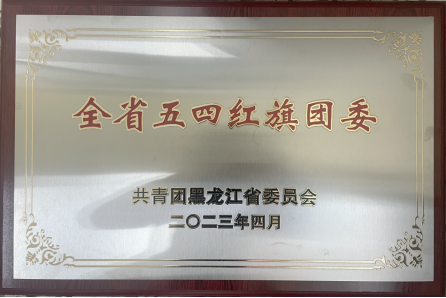 全省五四红旗团委
共青团黑龙江省委员会
二〇二三年四月